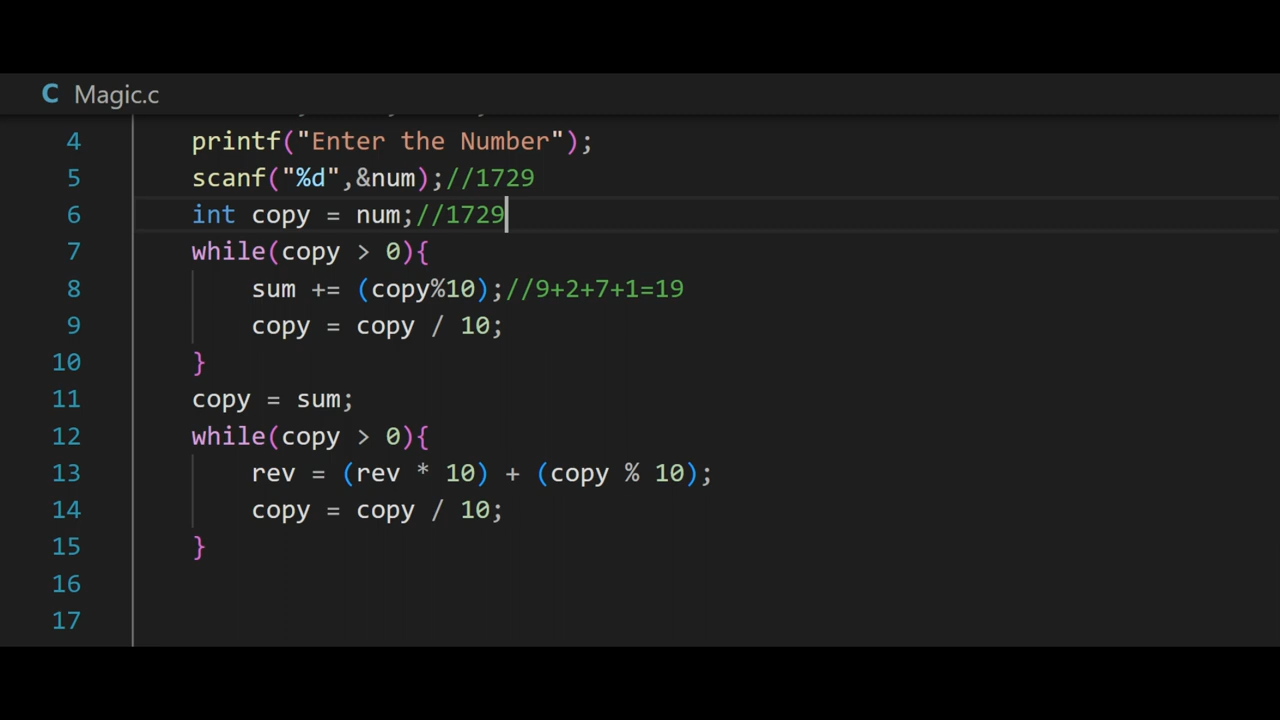 C Magic.c
4 printf("Enter the Number");
5 scanf("%d",&num);//1729
6 int copy = num;//1729
7 while(copy > 0){
8 sum += (copy%10);//9+2+7+1=19
9 copy = copy / 10;
10 }
11 copy = sum;
12 while(copy > 0){
13 rev = (rev * 10) + (copy % 10);
14 copy = copy / 10;
15 }
16
17